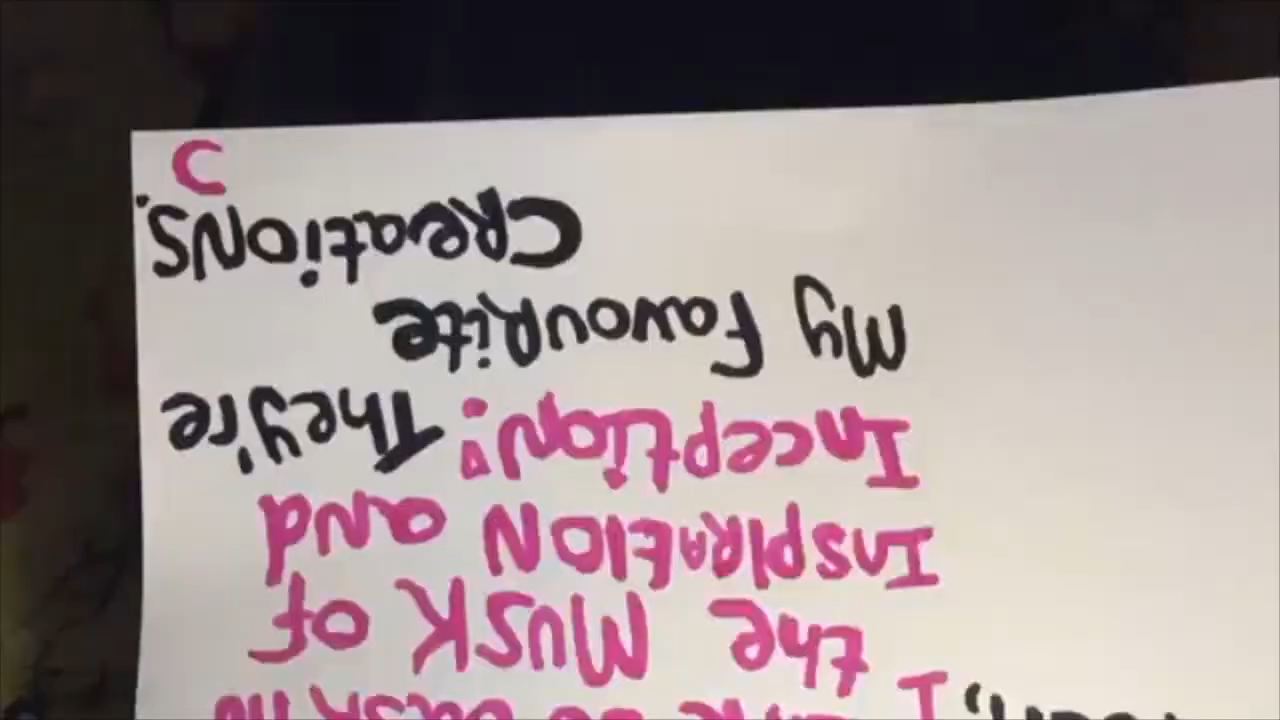 I
the MUSK of
INSPIRATION and
Inception: They're
My favouRite
CReations.